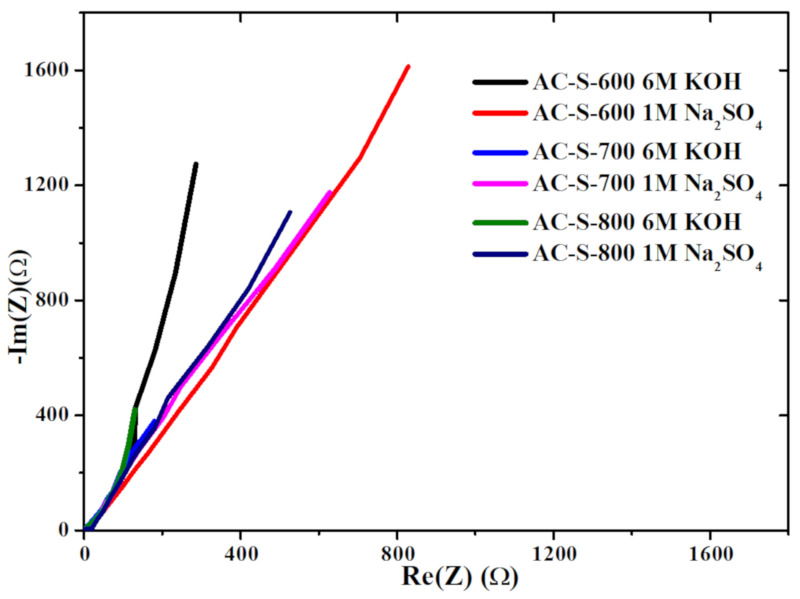 1600
1200
800
400
0
-Im(Z)(Ω)
AC-S-600 6M KOH
AC-S-600 1M Na₂SO₄
AC-S-700 6M KOH
AC-S-700 1M Na₂SO₄
AC-S-800 6M KOH
AC-S-800 1M Na₂SO₄
0 400 800 1200 1600
Re(Z) (Ω)